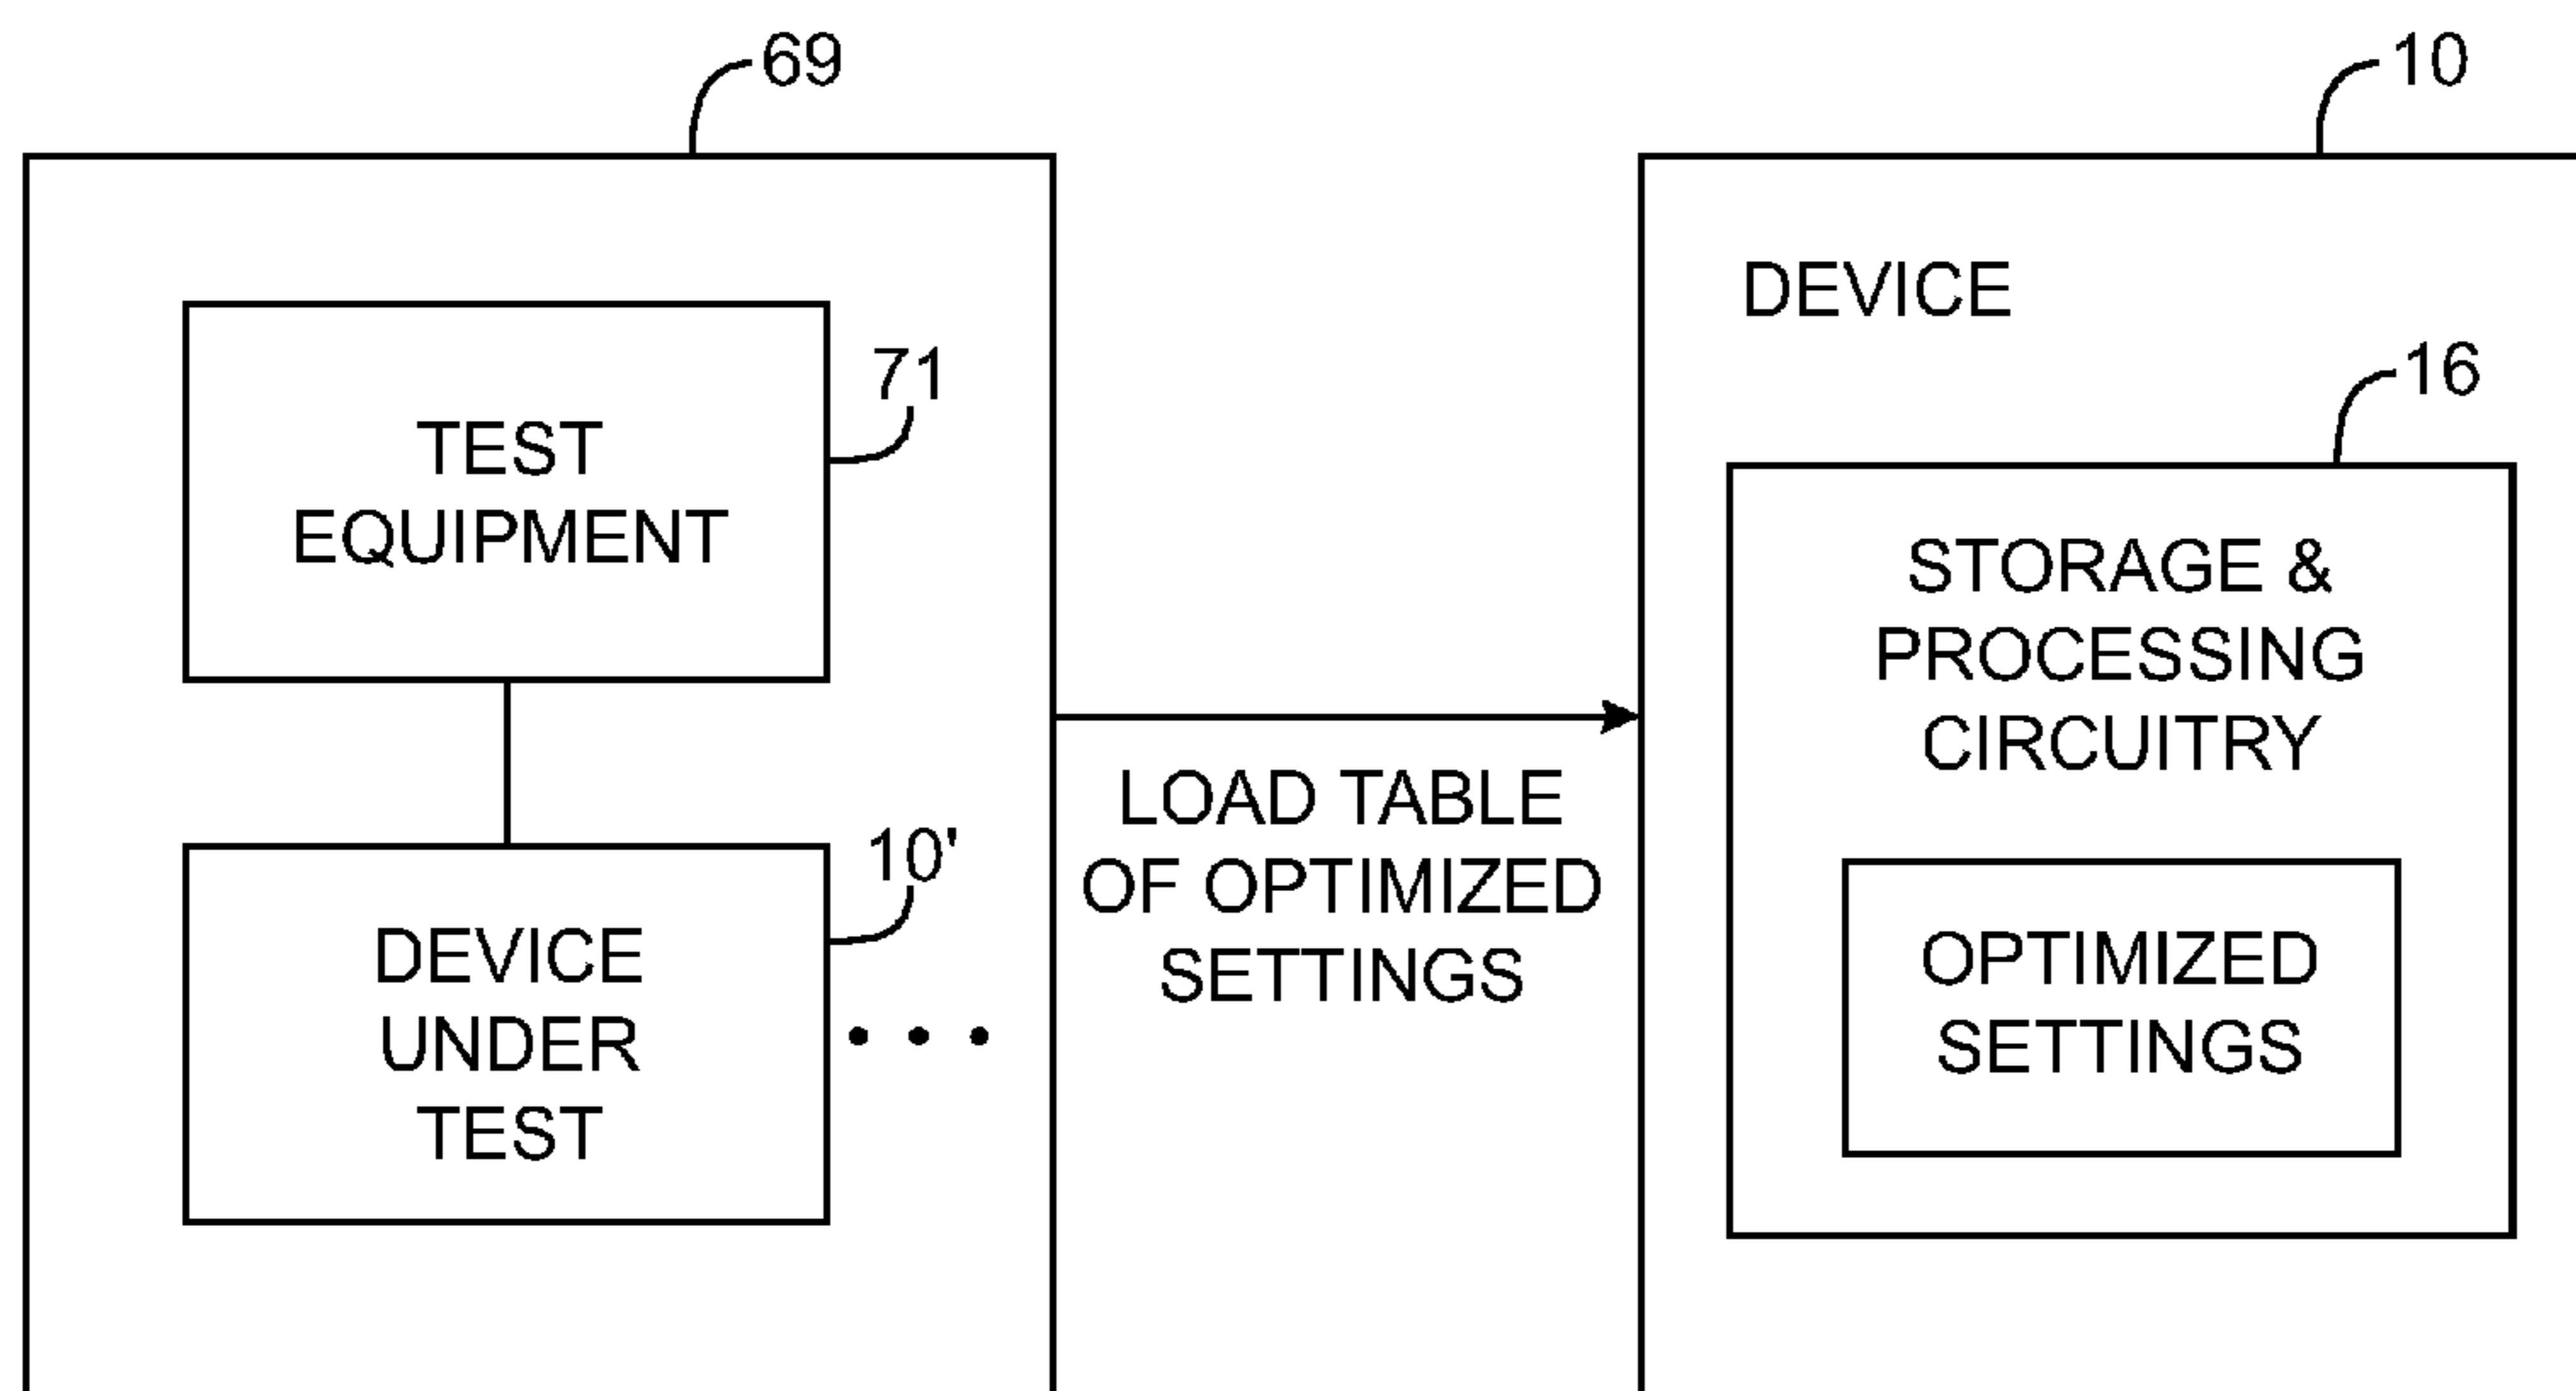 69
10
DEVICE
71
TEST
EQUIPMENT
16
STORAGE &
PROCESSING
CIRCUITRY
LOAD TABLE
OF OPTIMIZED
SETTINGS
10'
DEVICE
UNDER
TEST
• • •
OPTIMIZED
SETTINGS